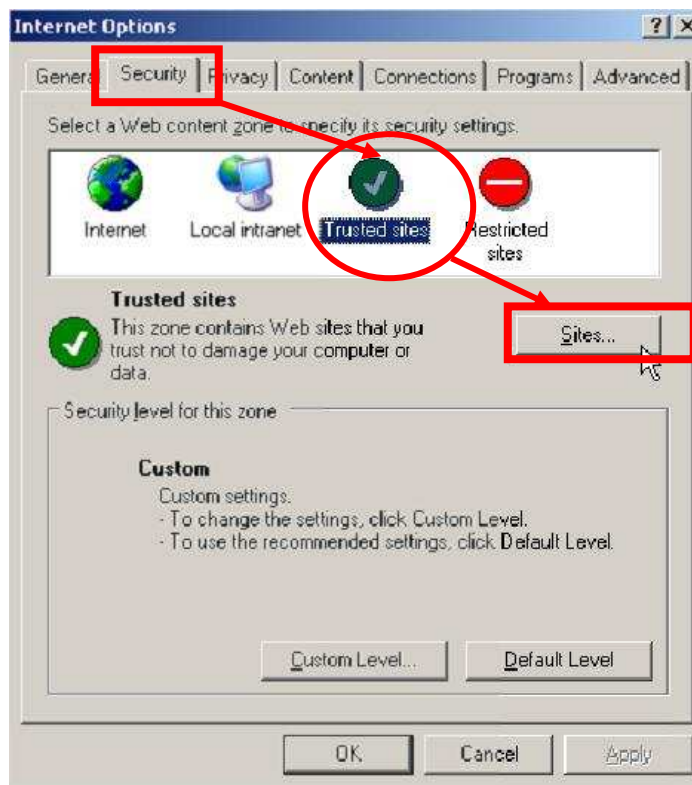 Internet Options
General Security Privacy Content Connections Programs Advanced
Select a Web content zone to specify its security settings.
Internet Local intranet Trusted sites Restricted
sites
Trusted sites
This zone contains Web sites that you
trust not to damage your computer or
data.
Sites...
Security level for this zone
Custom
Custom settings.
- To change the settings, click Custom Level.
- To use the recommended settings, click Default Level.
Custom Level... Default Level
OK Cancel Apply